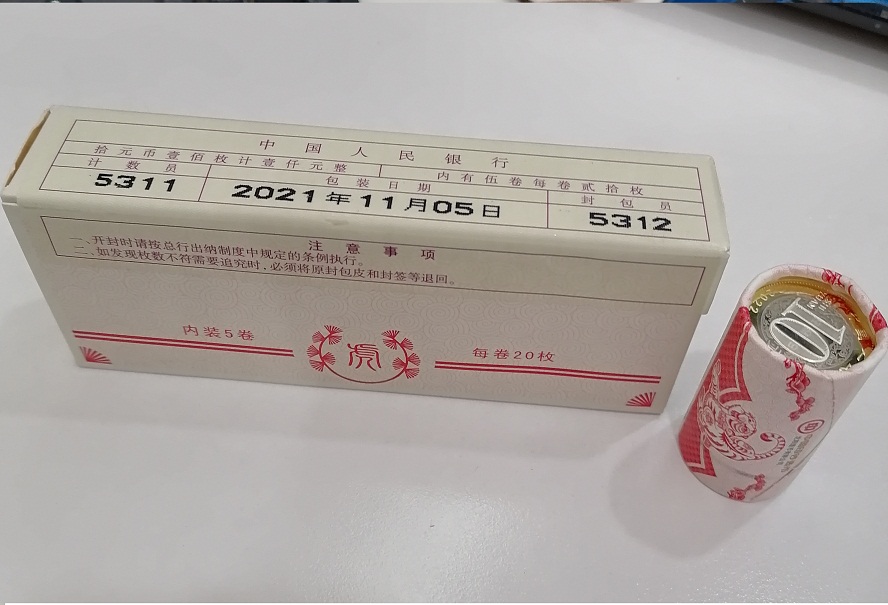 中国人民银行
拾元币壹佰枚计壹仟元整
内有伍卷每卷贰拾枚
计数员
包装日期
封包员
5311
2021年11月05日
5312
注意事项
一、开封时请按总行出纳制度中规定的条例执行。
二、如发现枚数不符需要追究时，必须将原封包皮和封签等退回。
内装5卷
虎
每卷20枚
2022
10